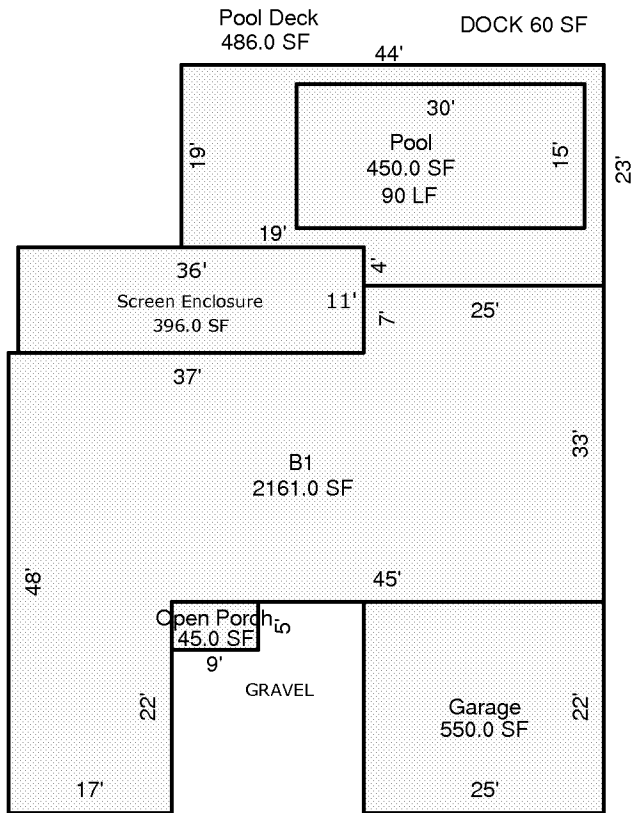 Pool Deck
486.0 SF
DOCK 60 SF
44'
30'
19'
Pool
450.0 SF
90 LF
15'
23'
19'
36'
4'
Screen Enclosure
396.0 SF
11'
7'
25'
37'
33'
B1
2161.0 SF
48'
45'
Open Porch
45.0 SF
5'
9'
GRAVEL
22'
Garage
550.0 SF
22'
17'
25'